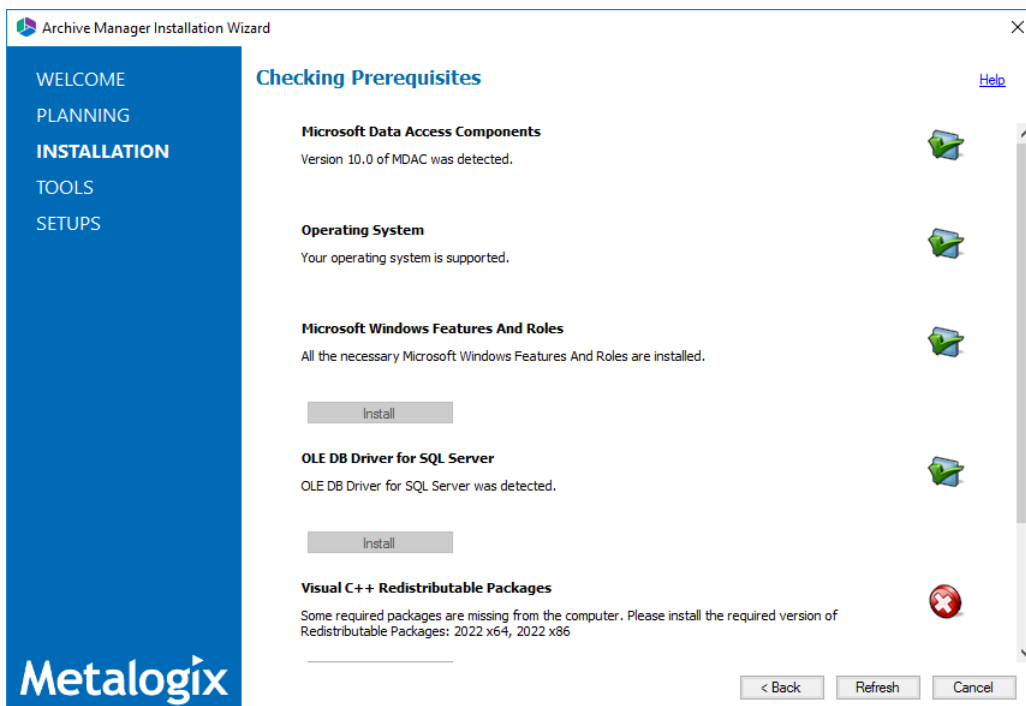 Archive Manager Installation Wizard
WELCOME
PLANNING
INSTALLATION
TOOLS
SETUPS
Metalogix
Checking Prerequisites
Help
Microsoft Data Access Components
Version 10.0 of MDAC was detected.
Operating System
Your operating system is supported.
Microsoft Windows Features And Roles
All the necessary Microsoft Windows Features And Roles are installed.
Install
OLE DB Driver for SQL Server
OLE DB Driver for SQL Server was detected.
Install
Visual C++ Redistributable Packages
Some required packages are missing from the computer. Please install the required version of
Redistributable Packages: 2022 x64, 2022 x86
< Back
Refresh
Cancel